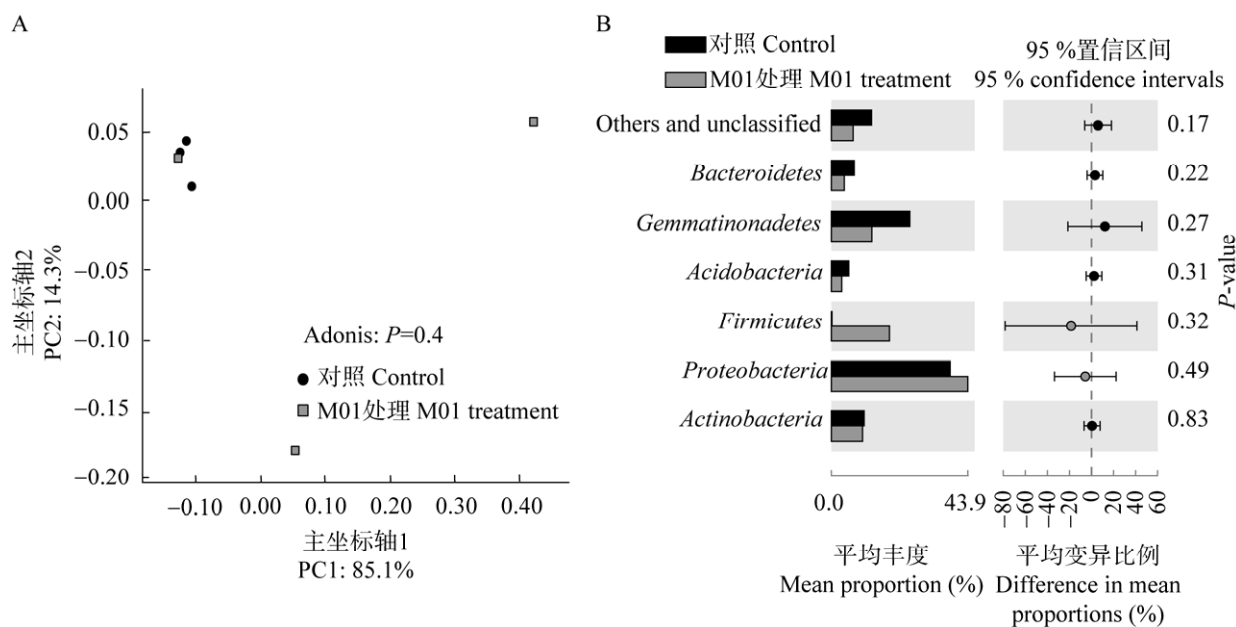 A
0.05
0.00
−0.05
−0.10
−0.15
−0.20
主坐标轴2
PC2: 14.3%
Adonis: P=0.4
对照 Control
M01处理 M01 treatment
−0.10 0.00 0.10 0.20 0.30 0.40
主坐标轴1
PC1: 85.1%
B
对照 Control
M01处理 M01 treatment
95 %置信区间
95 % confidence intervals
Others and unclassified 0.17
Bacteroidetes 0.22
Gemmatinonadetes 0.27
Acidobacteria 0.31
Firmicutes 0.32
Proteobacteria 0.49
Actinobacteria 0.83
P-value
0.0 43.9
−80 −60 −40 −20 0 20 40 60
平均丰度
Mean proportion (%)
平均变异比例
Difference in mean
proportions (%)